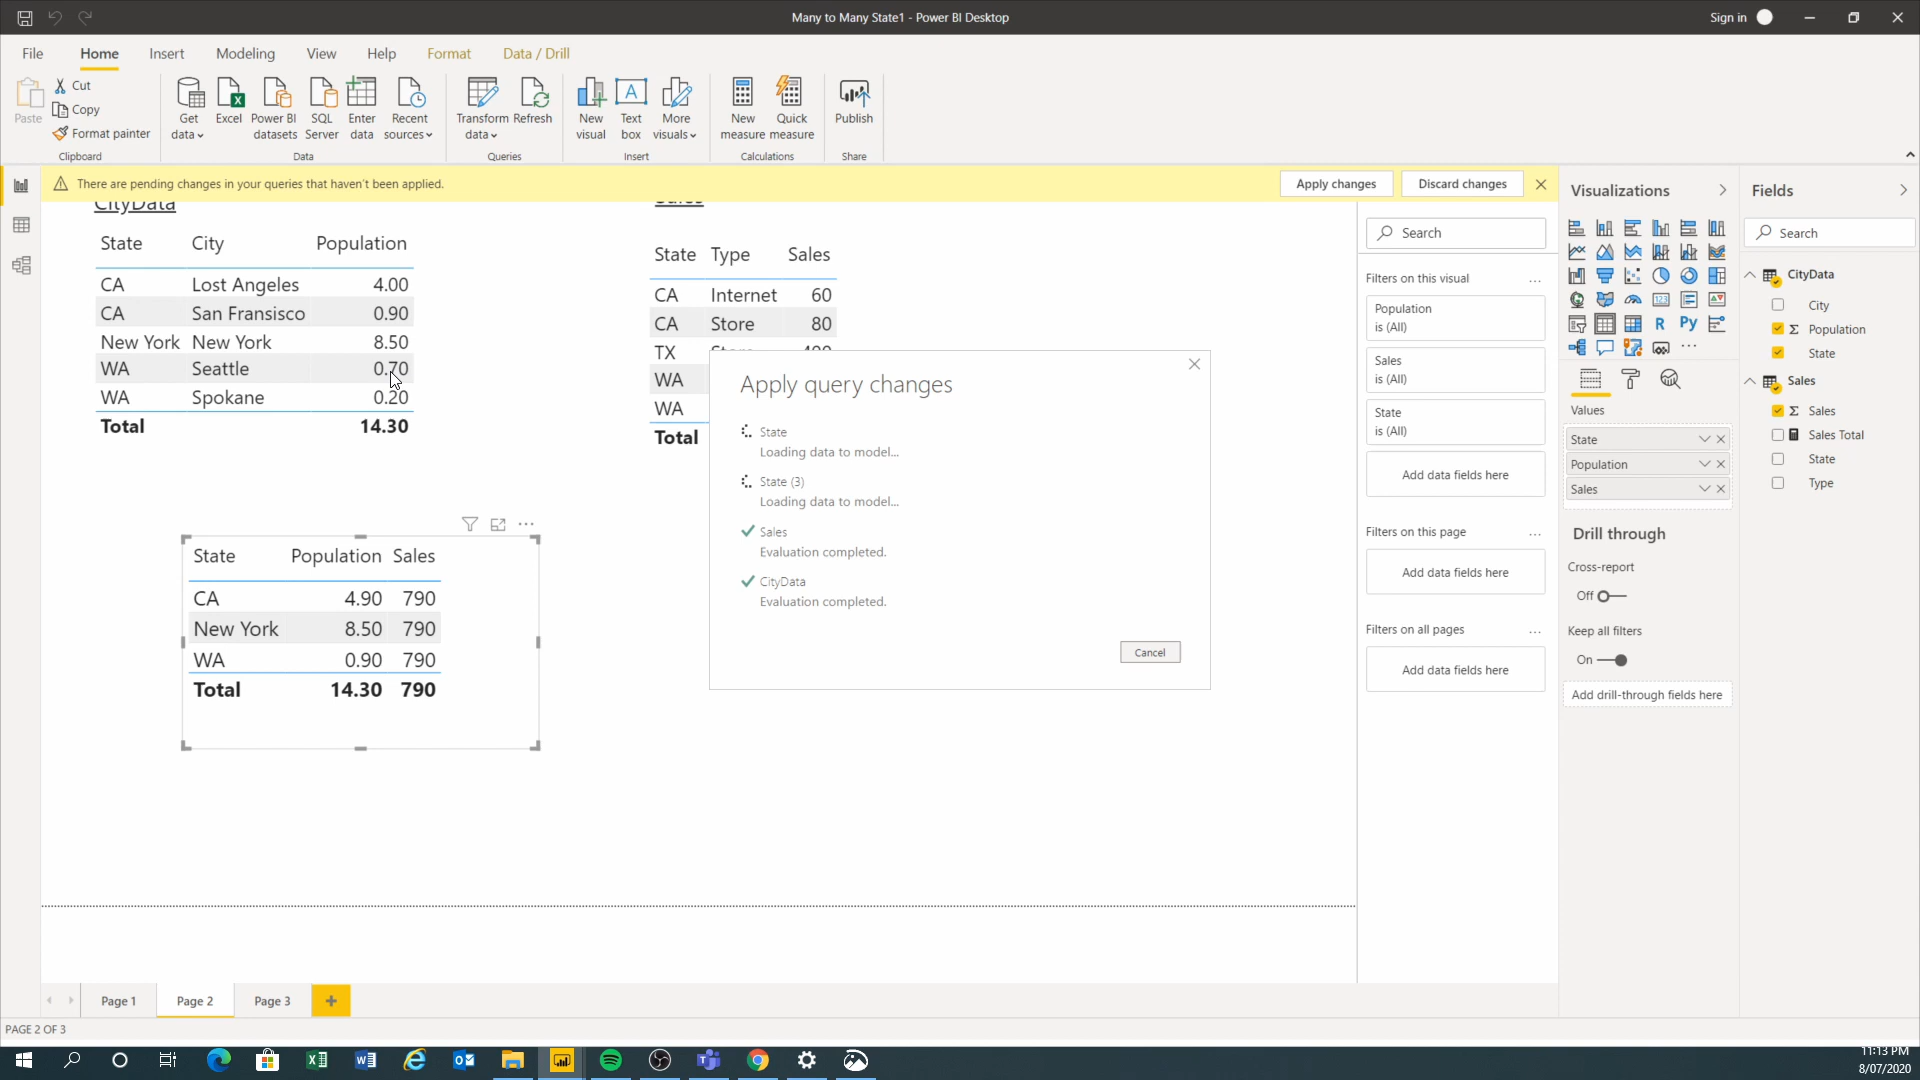 Many to Many State1 - Power BI Desktop
Sign in
File Home Insert Modeling View Help Format Data / Drill
Paste
Cut
Copy
Format painter
Clipboard
Get data
Excel
Power BI datasets
SQL Server
Enter data
Recent sources
Data
Transform data
Refresh
Queries
New visual
Text box
More visuals
Insert
New measure
Quick measure
Calculations
Publish
Share
There are pending changes in your queries that haven't been applied.
Apply changes
Discard changes
CityData
State City Population
CA Lost Angeles 4.00
CA San Fransisco 0.90
New York New York 8.50
WA Seattle 0.70
WA Spokane 0.20
Total 14.30
Sales
State Type Sales
CA Internet 60
CA Store 80
TX
WA
WA
Total
Apply query changes
State
Loading data to model...
State (3)
Loading data to model...
Sales
Evaluation completed.
CityData
Evaluation completed.
Cancel
State Population Sales
CA 4.90 790
New York 8.50 790
WA 0.90 790
Total 14.30 790
Search
Filters on this visual
Population
is (All)
Sales
is (All)
State
is (All)
Add data fields here
Filters on this page
Add data fields here
Filters on all pages
Add data fields here
Visualizations
R Py
123
Values
State
Population
Sales
Drill through
Cross-report
Off
Keep all filters
On
Add drill-through fields here
Fields
Search
CityData
City
Σ Population
State
Sales
Σ Sales
Sales Total
State
Type
Page 1
Page 2
Page 3
+
PAGE 2 OF 3
11:13 PM
8/07/2020